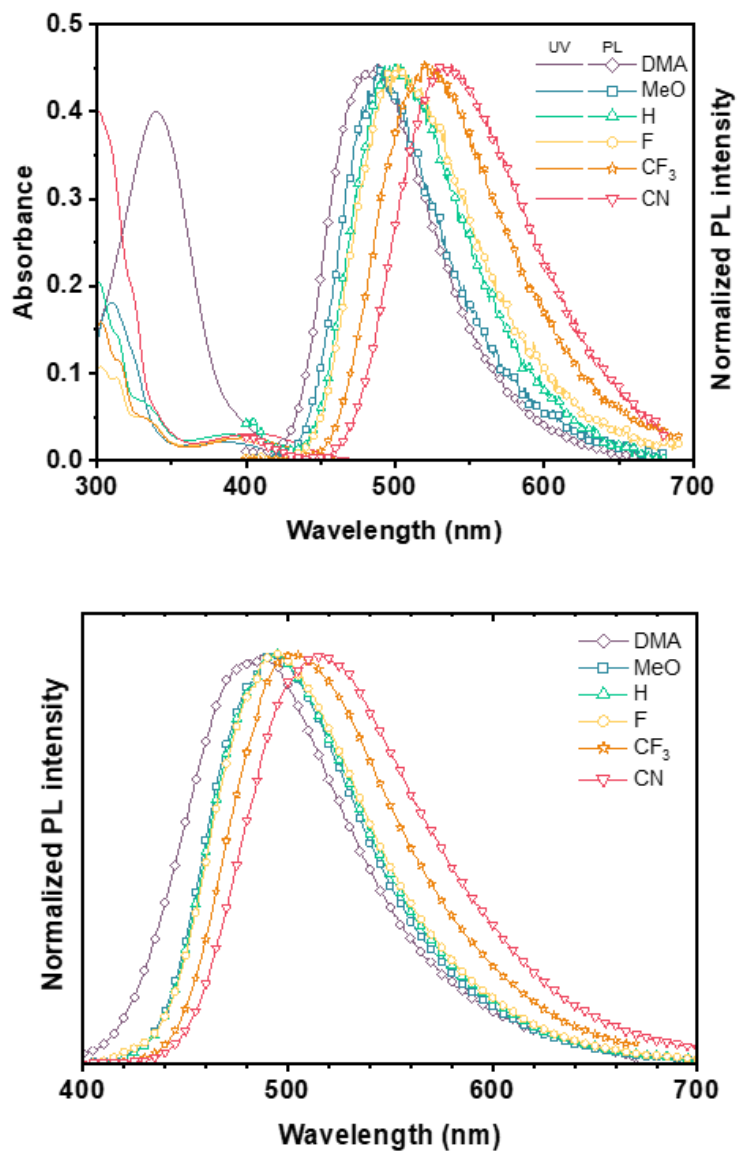 UV PL
DMA
MeO
H
F
CF₃
CN
Absorbance
0.5
0.4
0.3
0.2
0.1
0.0
Normalized PL intensity
300 400 500 600 700
Wavelength (nm)
DMA
MeO
H
F
CF₃
CN
Normalized PL intensity
400 500 600 700
Wavelength (nm)